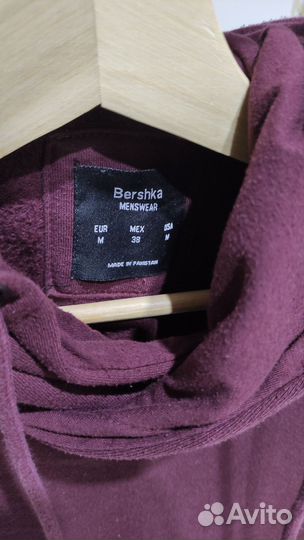 Bershka
MENSWEAR
EUR MEX USA
M 38 M
MADE IN PAKISTAN
Avito